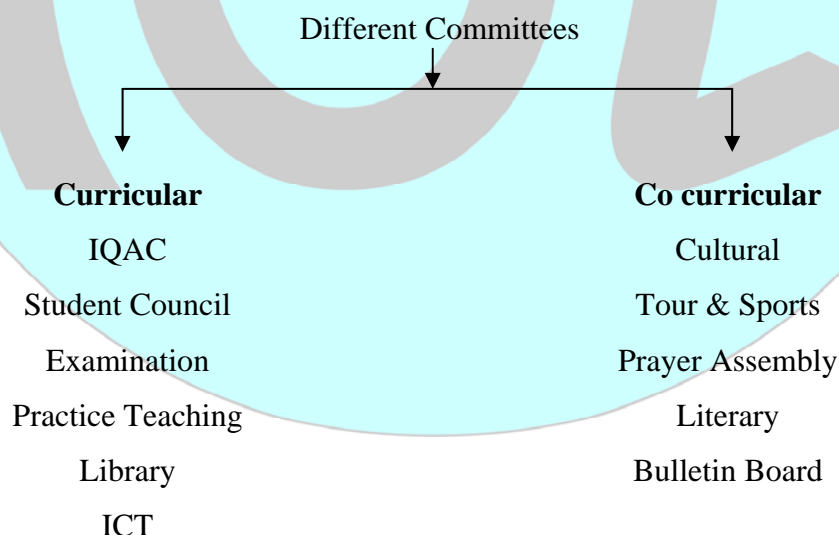 Different Committees
Curricular
IQAC
Student Council
Examination
Practice Teaching
Library
ICT
Co curricular
Cultural
Tour & Sports
Prayer Assembly
Literary
Bulletin Board